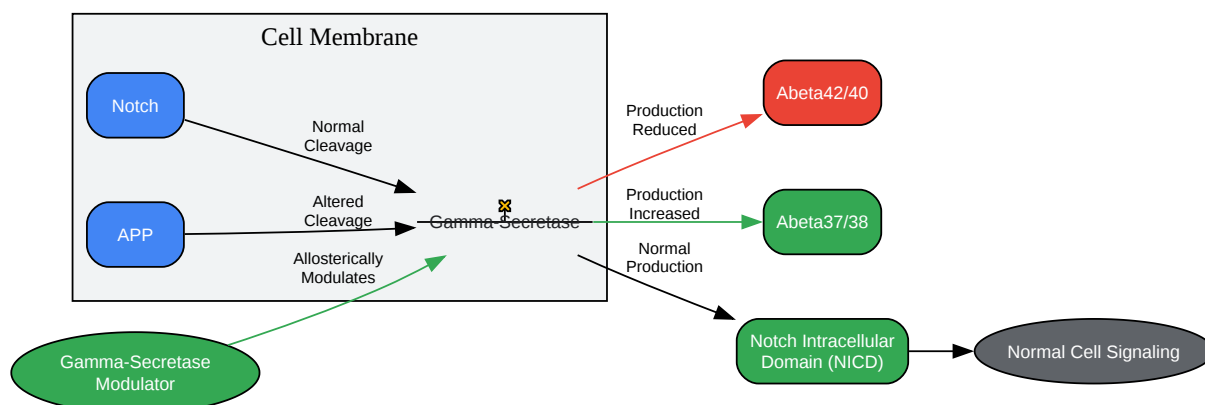 Cell Membrane
Notch
Normal
Cleavage
APP
Altered
Cleavage
Gamma-Secretase
Allosterically
Modulates
Gamma-Secretase
Modulator
Production
Reduced
Abeta42/40
Production
Increased
Abeta37/38
Normal
Production
Notch Intracellular
Domain (NICD)
Normal Cell Signaling